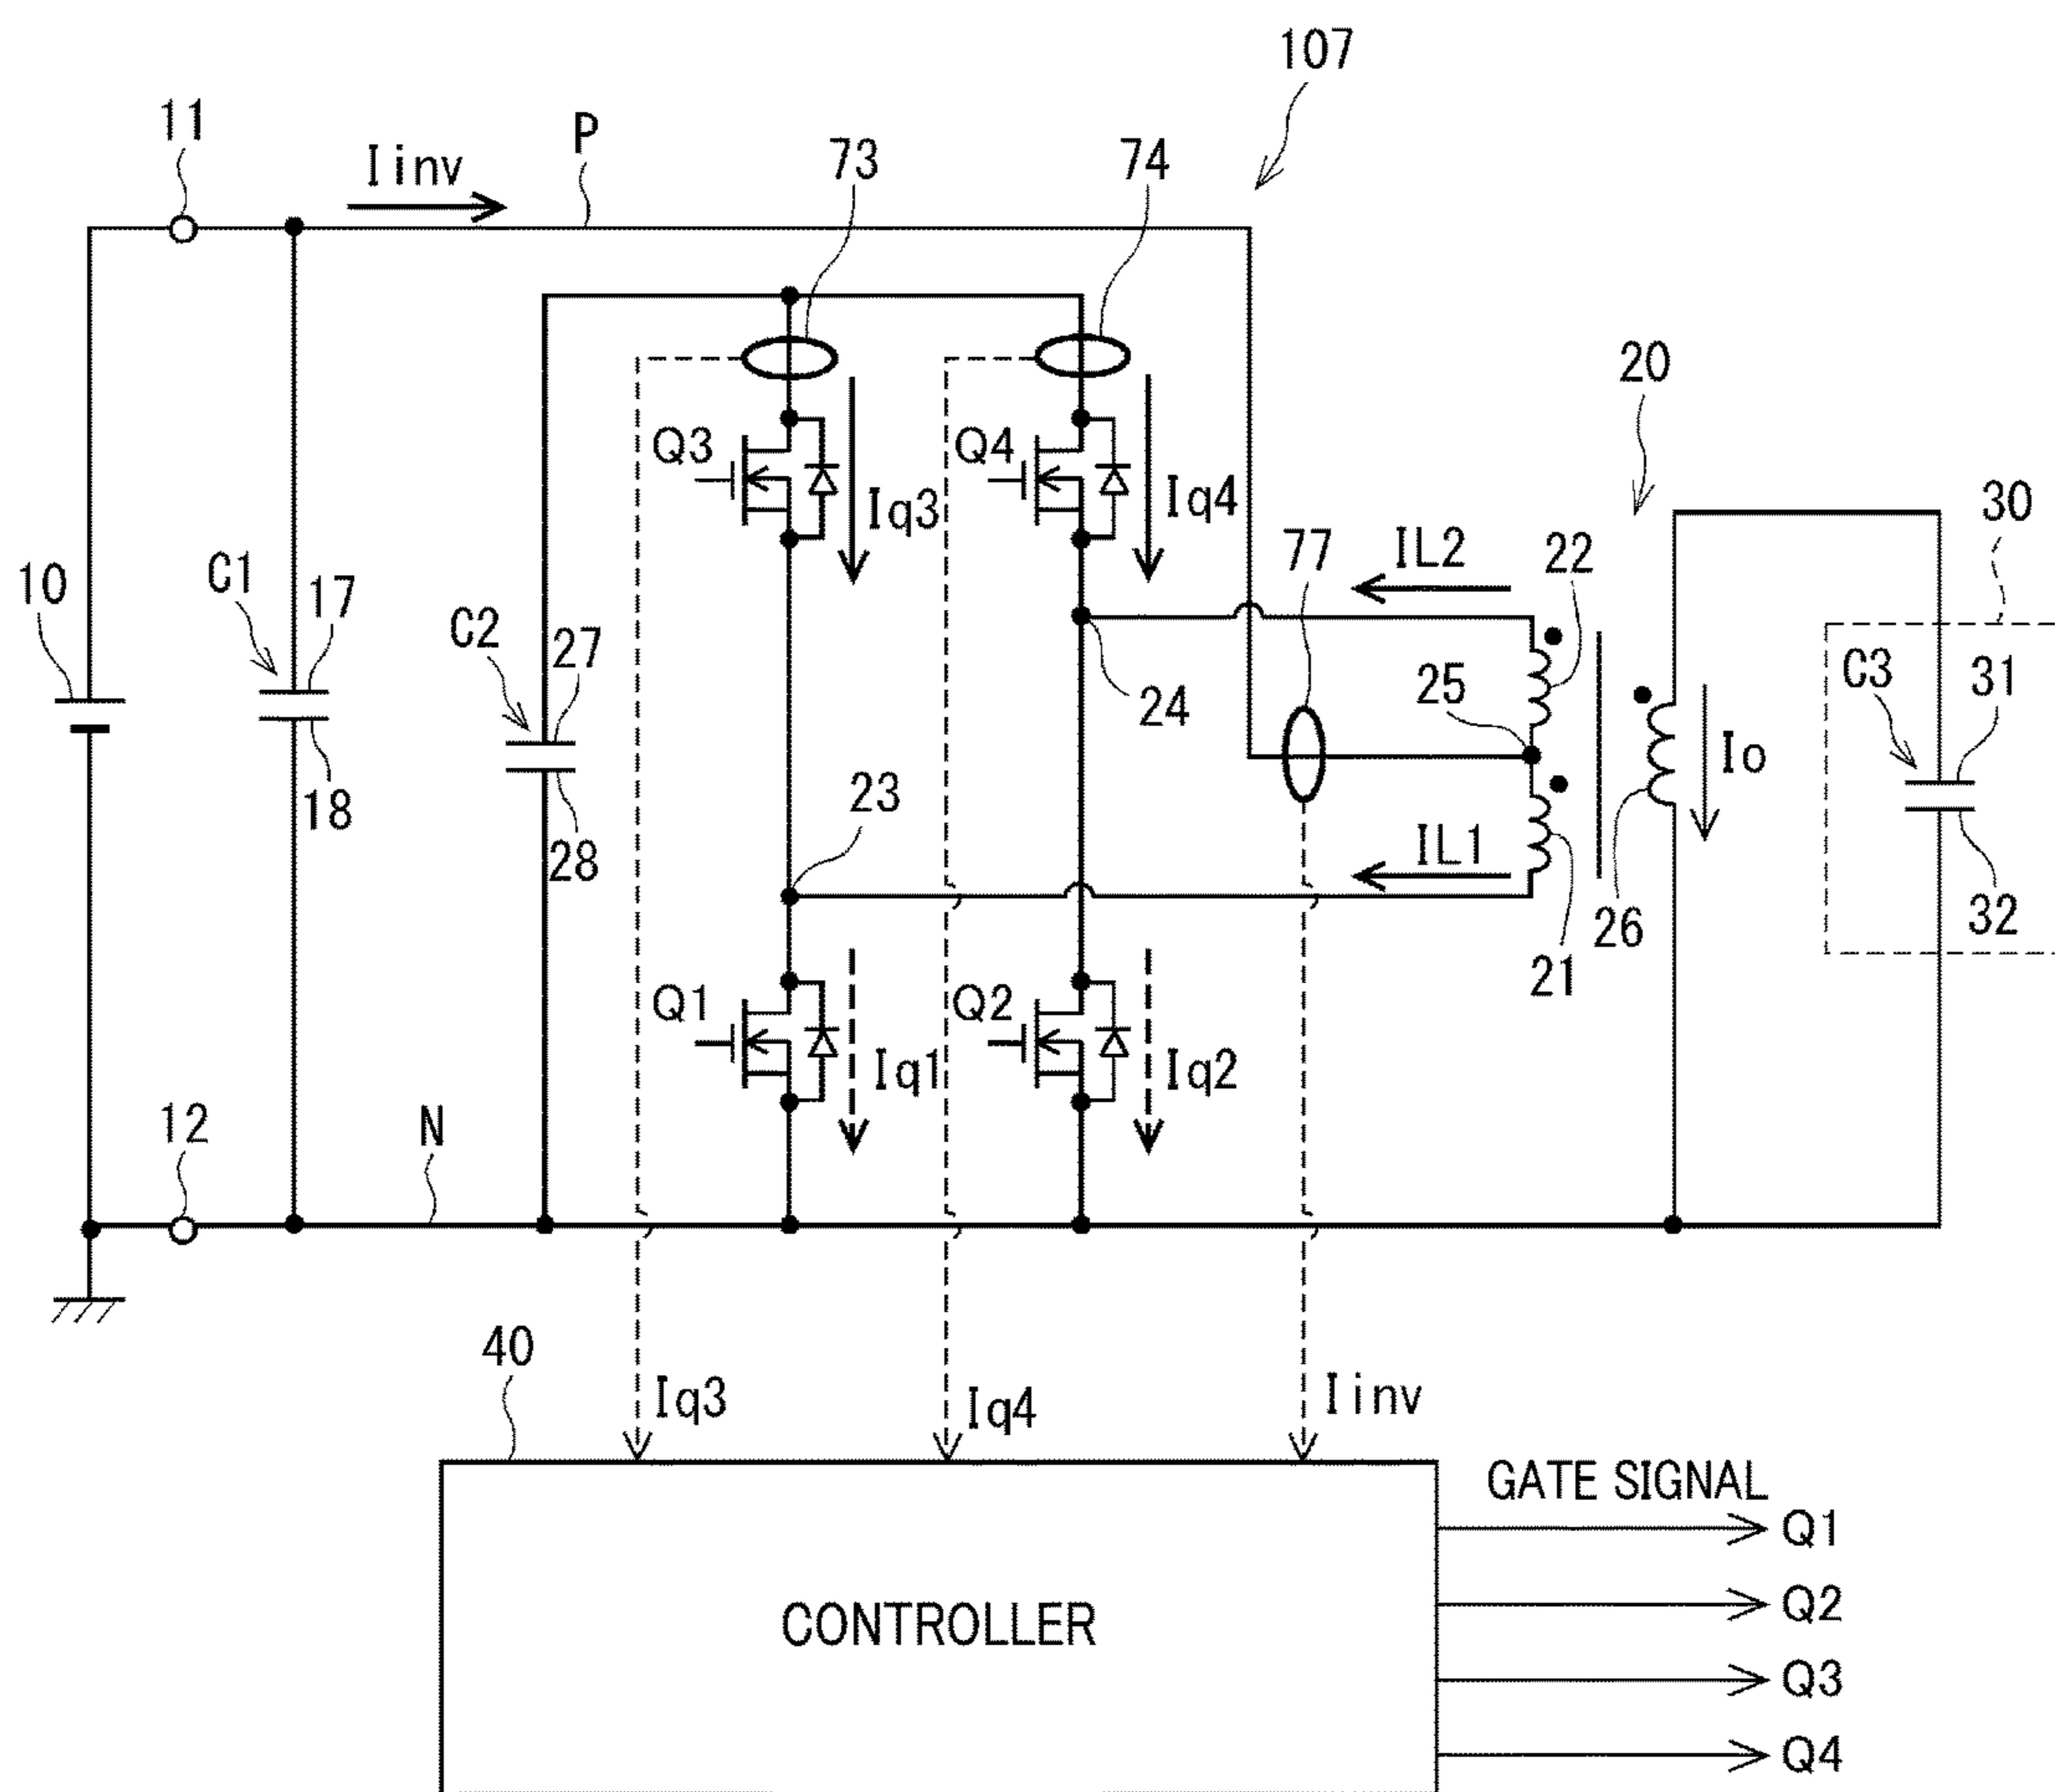 107
11
Iinv
P
73
74
20
Q3
Q4
Iq3
Iq4
30
77
IL2
22
10
C1
17
C2
27
24
25
C3
31
Io
18
23
28
IL1
26
32
21
Q1
Q2
Iq1
Iq2
12
N
40
Iq3
Iq4
Iinv
GATE SIGNAL
Q1
CONTROLLER
Q2
Q3
Q4